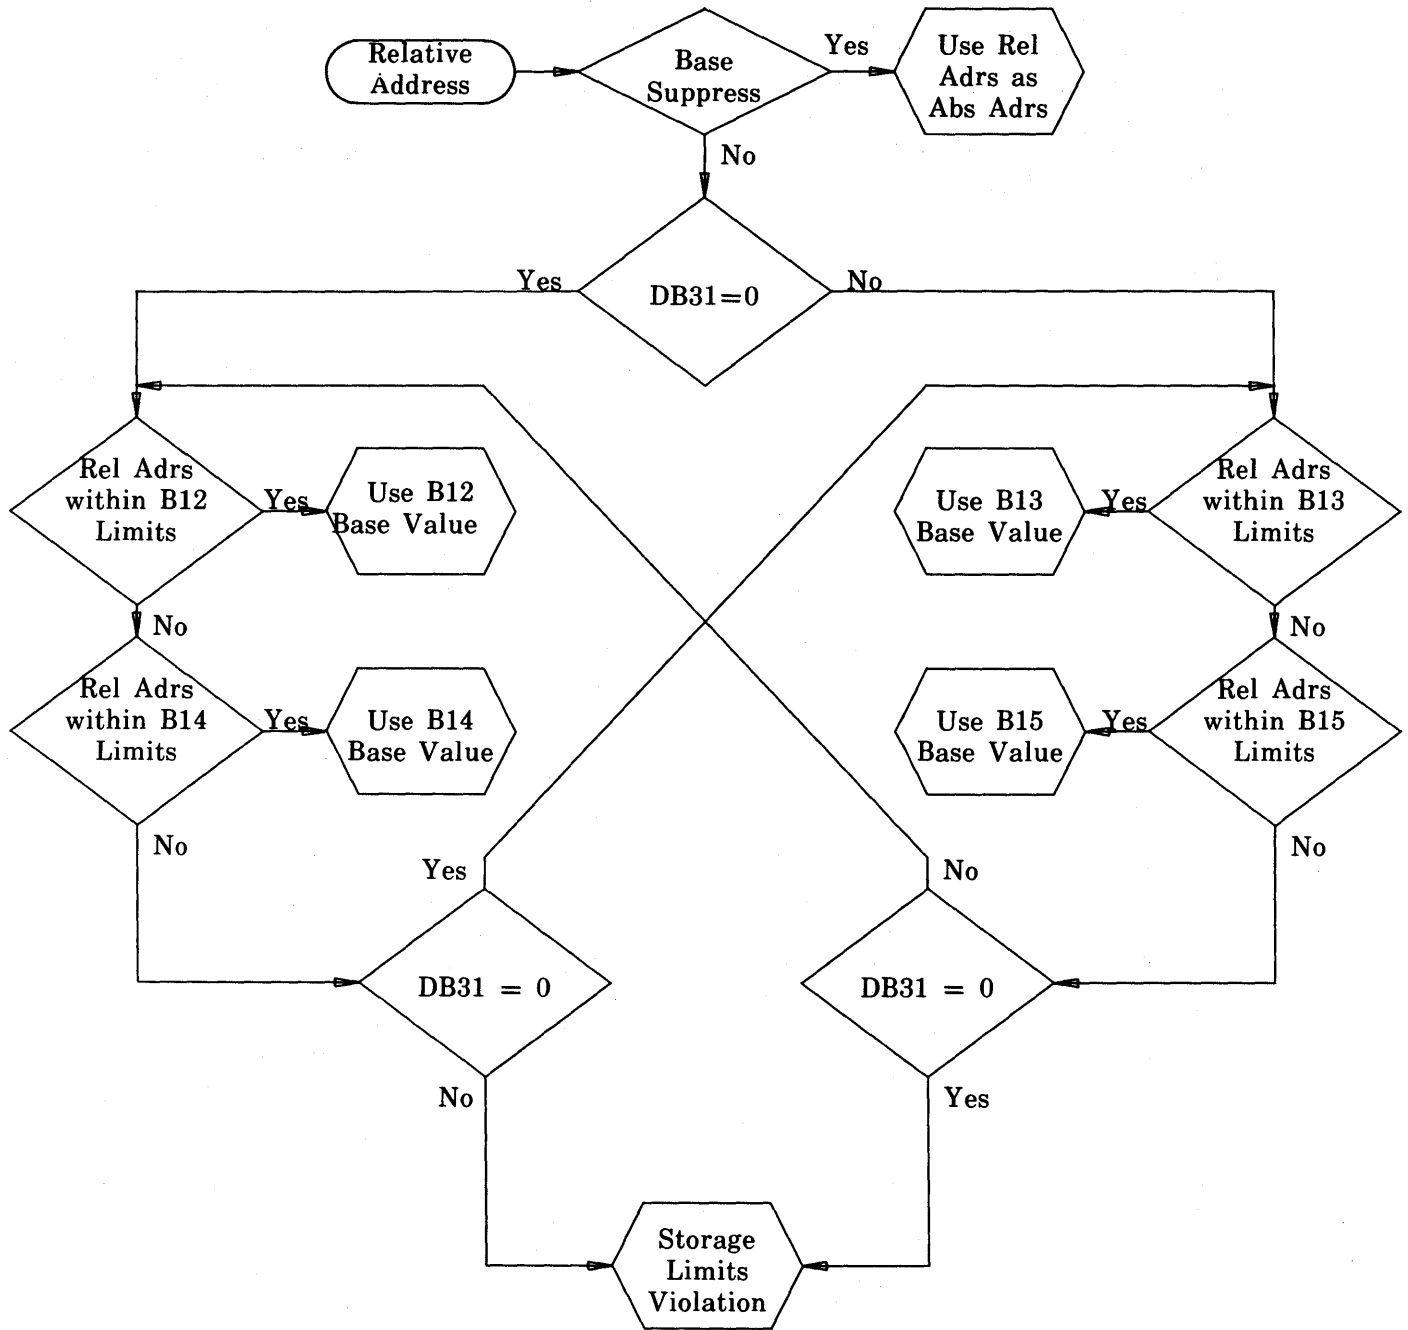 Relative
Address
Base
Suppress
Yes
Use Rel
Adrs as
Abs Adrs
No
Yes
DB31=0
No
Rel Adrs
within B12
Limits
Yes
Use B12
Base Value
Use B13
Base Value
Yes
Rel Adrs
within B13
Limits
No
No
Rel Adrs
within B14
Limits
Yes
Use B14
Base Value
Use B15
Base Value
Yes
Rel Adrs
within B15
Limits
No
Yes
No
No
DB31 = 0
DB31 = 0
No
Yes
Storage
Limits
Violation